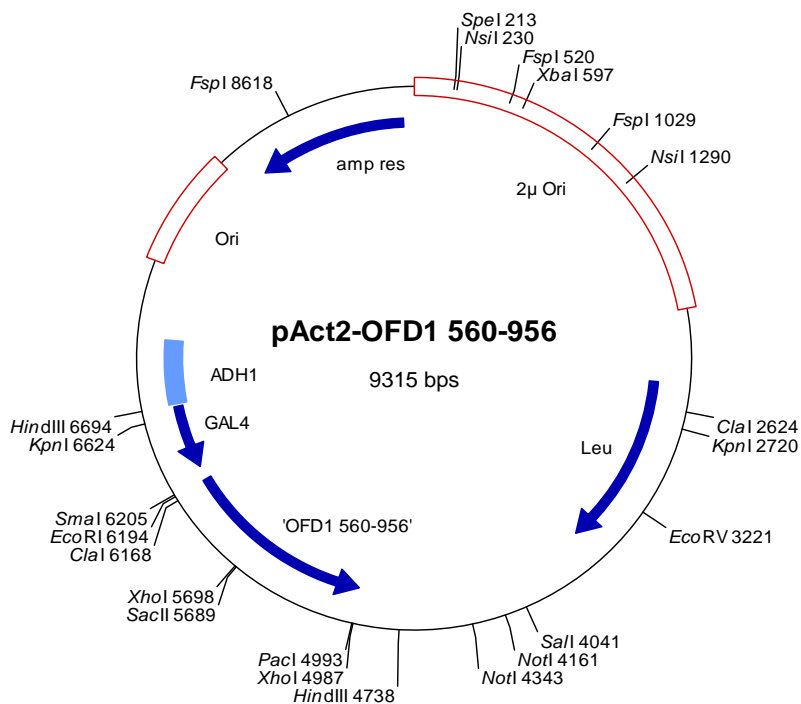 SpeI 213
NsiI 230
FspI 520
XbaI 597
FspI 8618
FspI 1029
NsiI 1290
amp res
2µ Ori
Ori
pAct2-OFD1 560-956
9315 bps
ADH1
GAL4
HindIII 6694
KpnI 6624
ClaI 2624
KpnI 2720
Leu
SmaI 6205
EcoRI 6194
ClaI 6168
'OFD1 560-956'
EcoRV 3221
XhoI 5698
SacII 5689
SalI 4041
NotI 4161
NotI 4343
PacI 4993
XhoI 4987
HindIII 4738